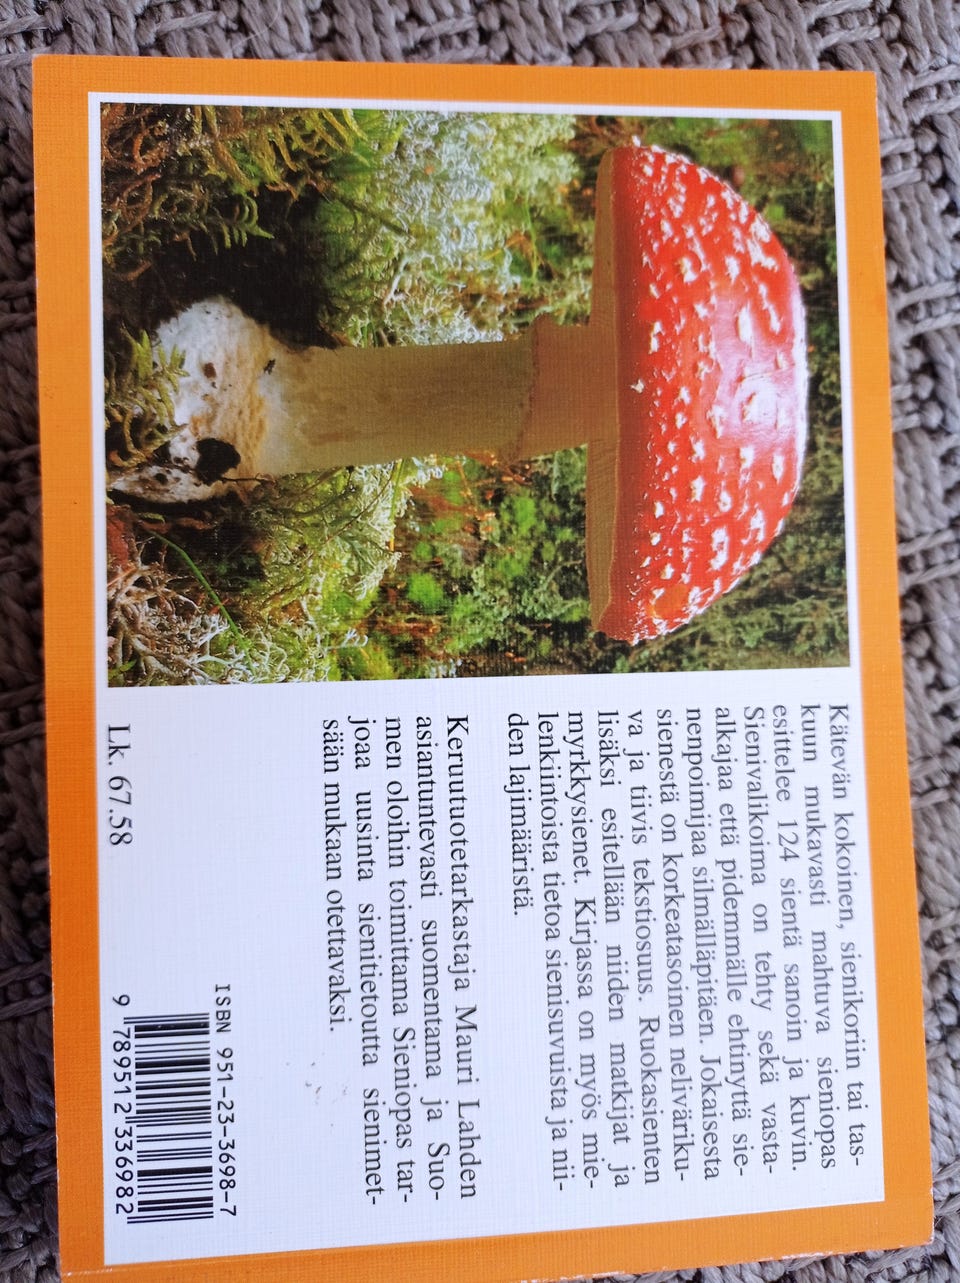 Kätevän kokoinen, sienikoriin tai tas-
kuun mukavasti mahtuva sieniopas
esittelee 124 sientä sanoin ja kuvin.
Sienivalikoima on tehty sekä vasta-
alkajaa että pidemmälle ehtinyttä sie-
nenpoimijaa silmälläpitäen. Jokaisesta
sienestä on korkeatasoinen neliväriku-
va ja tiivis tekstiosuus. Ruokasienten
lisäksi esitellään niiden matkijat ja
myrkkysienet. Kirjassa on myös mie-
lenkiintoista tietoa sienisuvuista ja nii-
den lajimääristä.
Keruutuotetarkastaja Mauri Lahden
asiantuntevasti suomentama ja Suo-
men oloihin toimittama Sieniopas tar-
joaa uusinta sienitietoutta sienimet-
sään mukaan otettavaksi.
ISBN 951-23-3698-7
Lk. 67.58
9 789512 336982